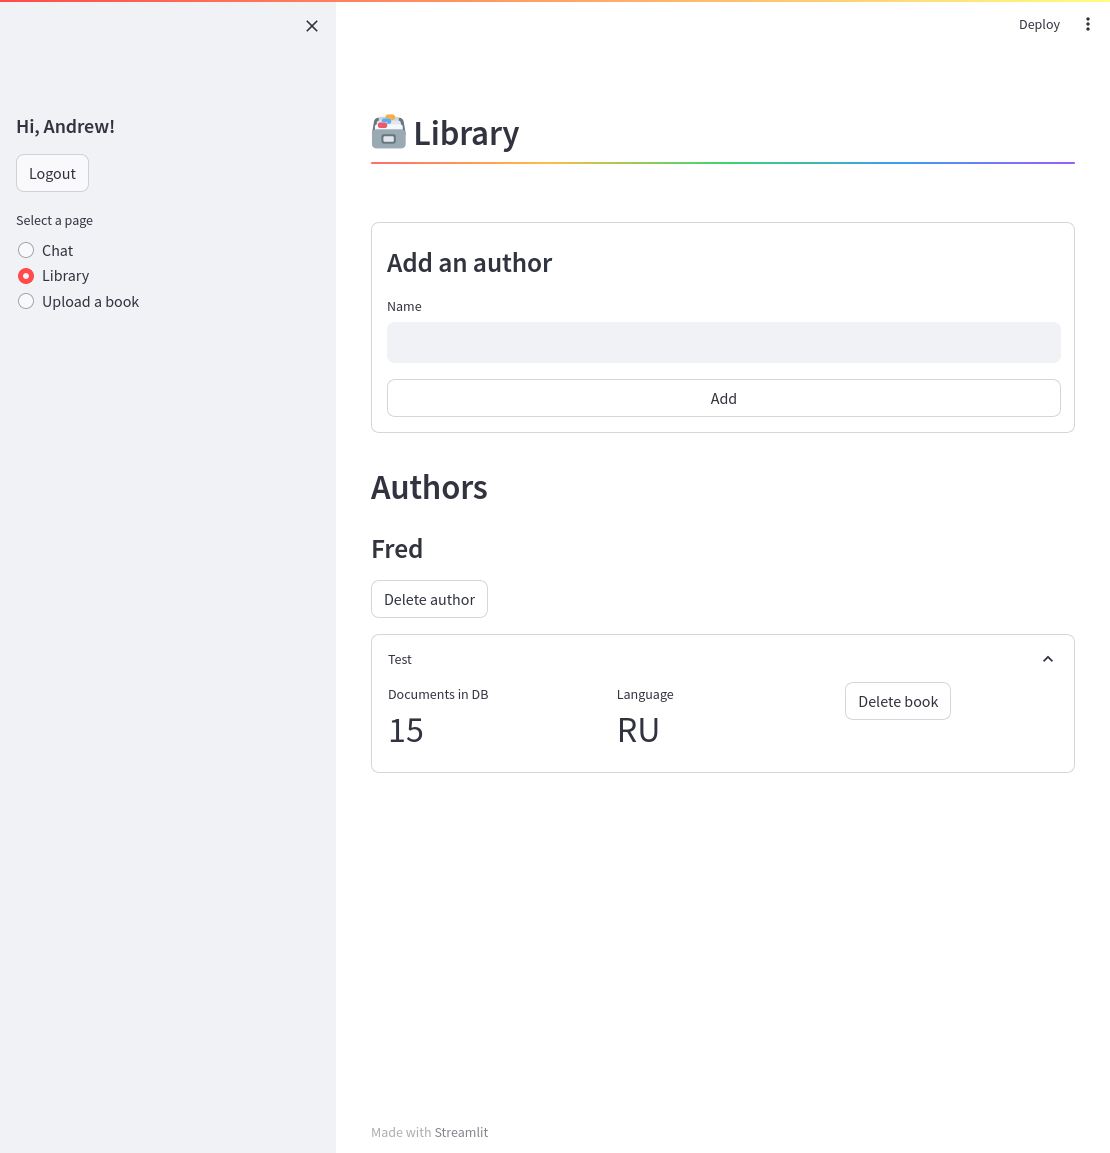 Deploy
Hi, Andrew!
Logout
Select a page
Chat
Library
Upload a book
Library
Add an author
Name
Add
Authors
Fred
Delete author
Test
Documents in DB
15
Language
RU
Delete book
Made with Streamlit